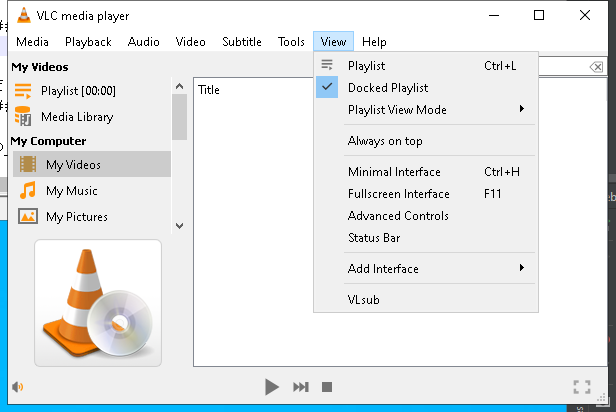 VLC media player
Media Playback Audio Video Subtitle Tools View Help
My Videos
Playlist [00:00]
Media Library
My Computer
My Videos
My Music
My Pictures
Title
Playlist Ctrl+L
Docked Playlist
Playlist View Mode
Always on top
Minimal Interface Ctrl+H
Fullscreen Interface F11
Advanced Controls
Status Bar
Add Interface
VLsub